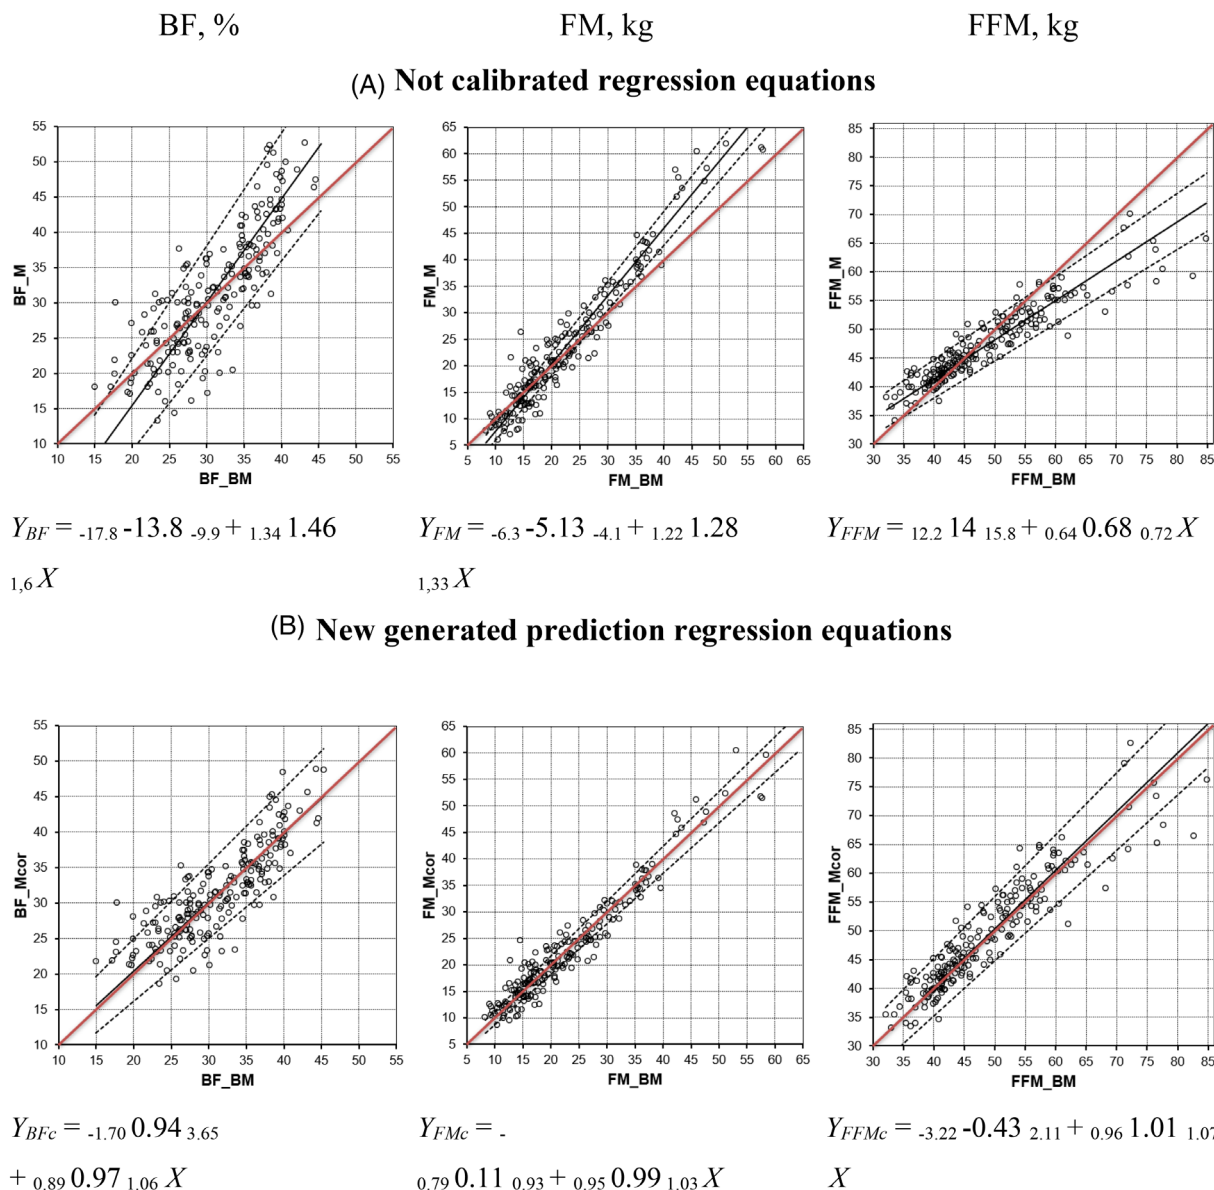 BF, % FM, kg FFM, kg
(A) Not calibrated regression equations
55 50 45 40 35 30 25 20 15 10
BF_M
10 15 20 25 30 35 40 45 50 55
BF_BM
65 60 55 50 45 40 35 30 25 20 15 10 5
FM_M
5 10 15 20 25 30 35 40 45 50 55 60 65
FM_BM
85 80 75 70 65 60 55 50 45 40 35 30
FFM_M
30 35 40 45 50 55 60 65 70 75 80 85
FFM_BM
Y_BF = -17.8 -13.8 -9.9 + 1.34 1.46
1,6 X
Y_FM = -6.3 -5.13 -4.1 + 1.22 1.28
1,33 X
Y_FFM = 12.2 14 15.8 + 0.64 0.68 0.72 X
(B) New generated prediction regression equations
55 50 45 40 35 30 25 20 15 10
BF_Mcor
10 15 20 25 30 35 40 45 50 55
BF_BM
65 60 55 50 45 40 35 30 25 20 15 10 5
FM_Mcor
5 10 15 20 25 30 35 40 45 50 55 60 65
FM_BM
85 80 75 70 65 60 55 50 45 40 35 30
FFM_Mcor
30 35 40 45 50 55 60 65 70 75 80 85
FFM_BM
Y_BFc = -1.70 0.94 3.65
+ 0.89 0.97 1.06 X
Y_FMc = -
0.79 0.11 0.93 + 0.95 0.99 1.03 X
Y_FFMc = -3.22 -0.43 2.11 + 0.96 1.01 1.07
X